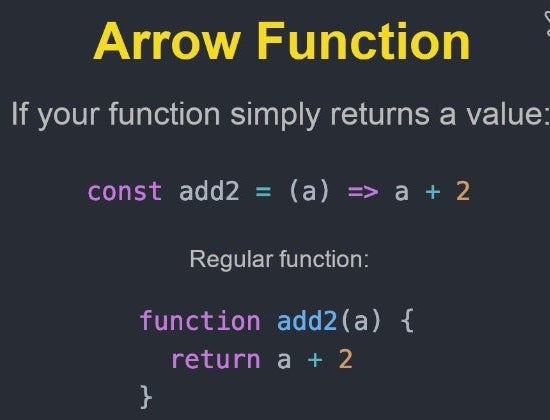 Arrow Function
If your function simply returns a value:
const add2 = (a) => a + 2
Regular function:
function add2(a) {
  return a + 2
}